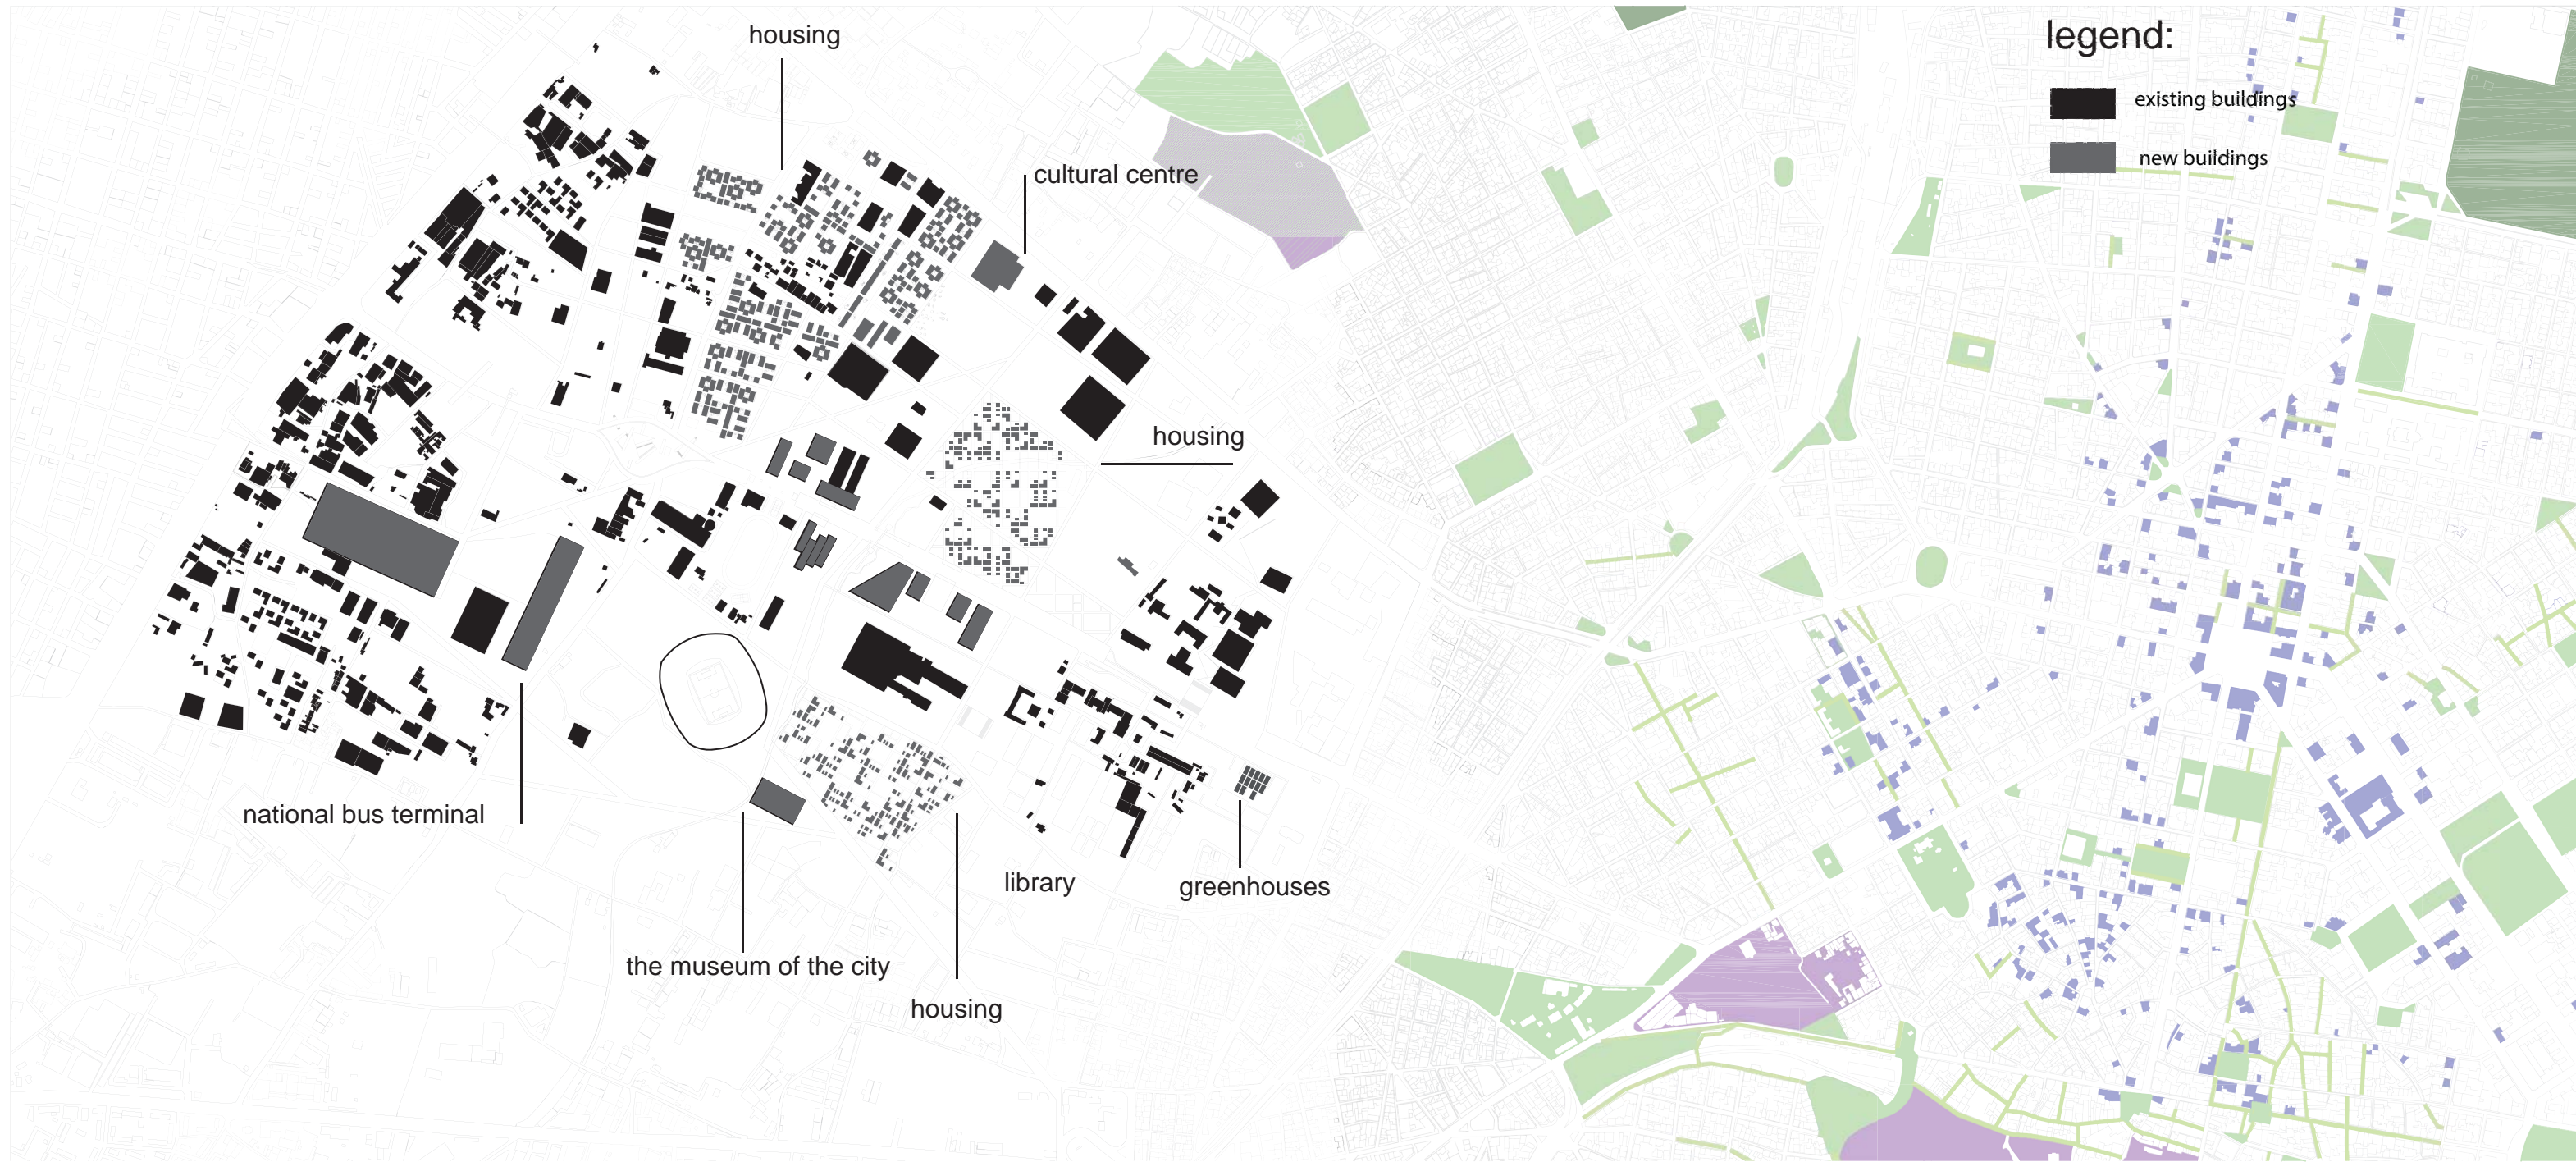 housing
legend:
existing buildings
new buildings
cultural centre
housing
national bus terminal
library
greenhouses
the museum of the city
housing